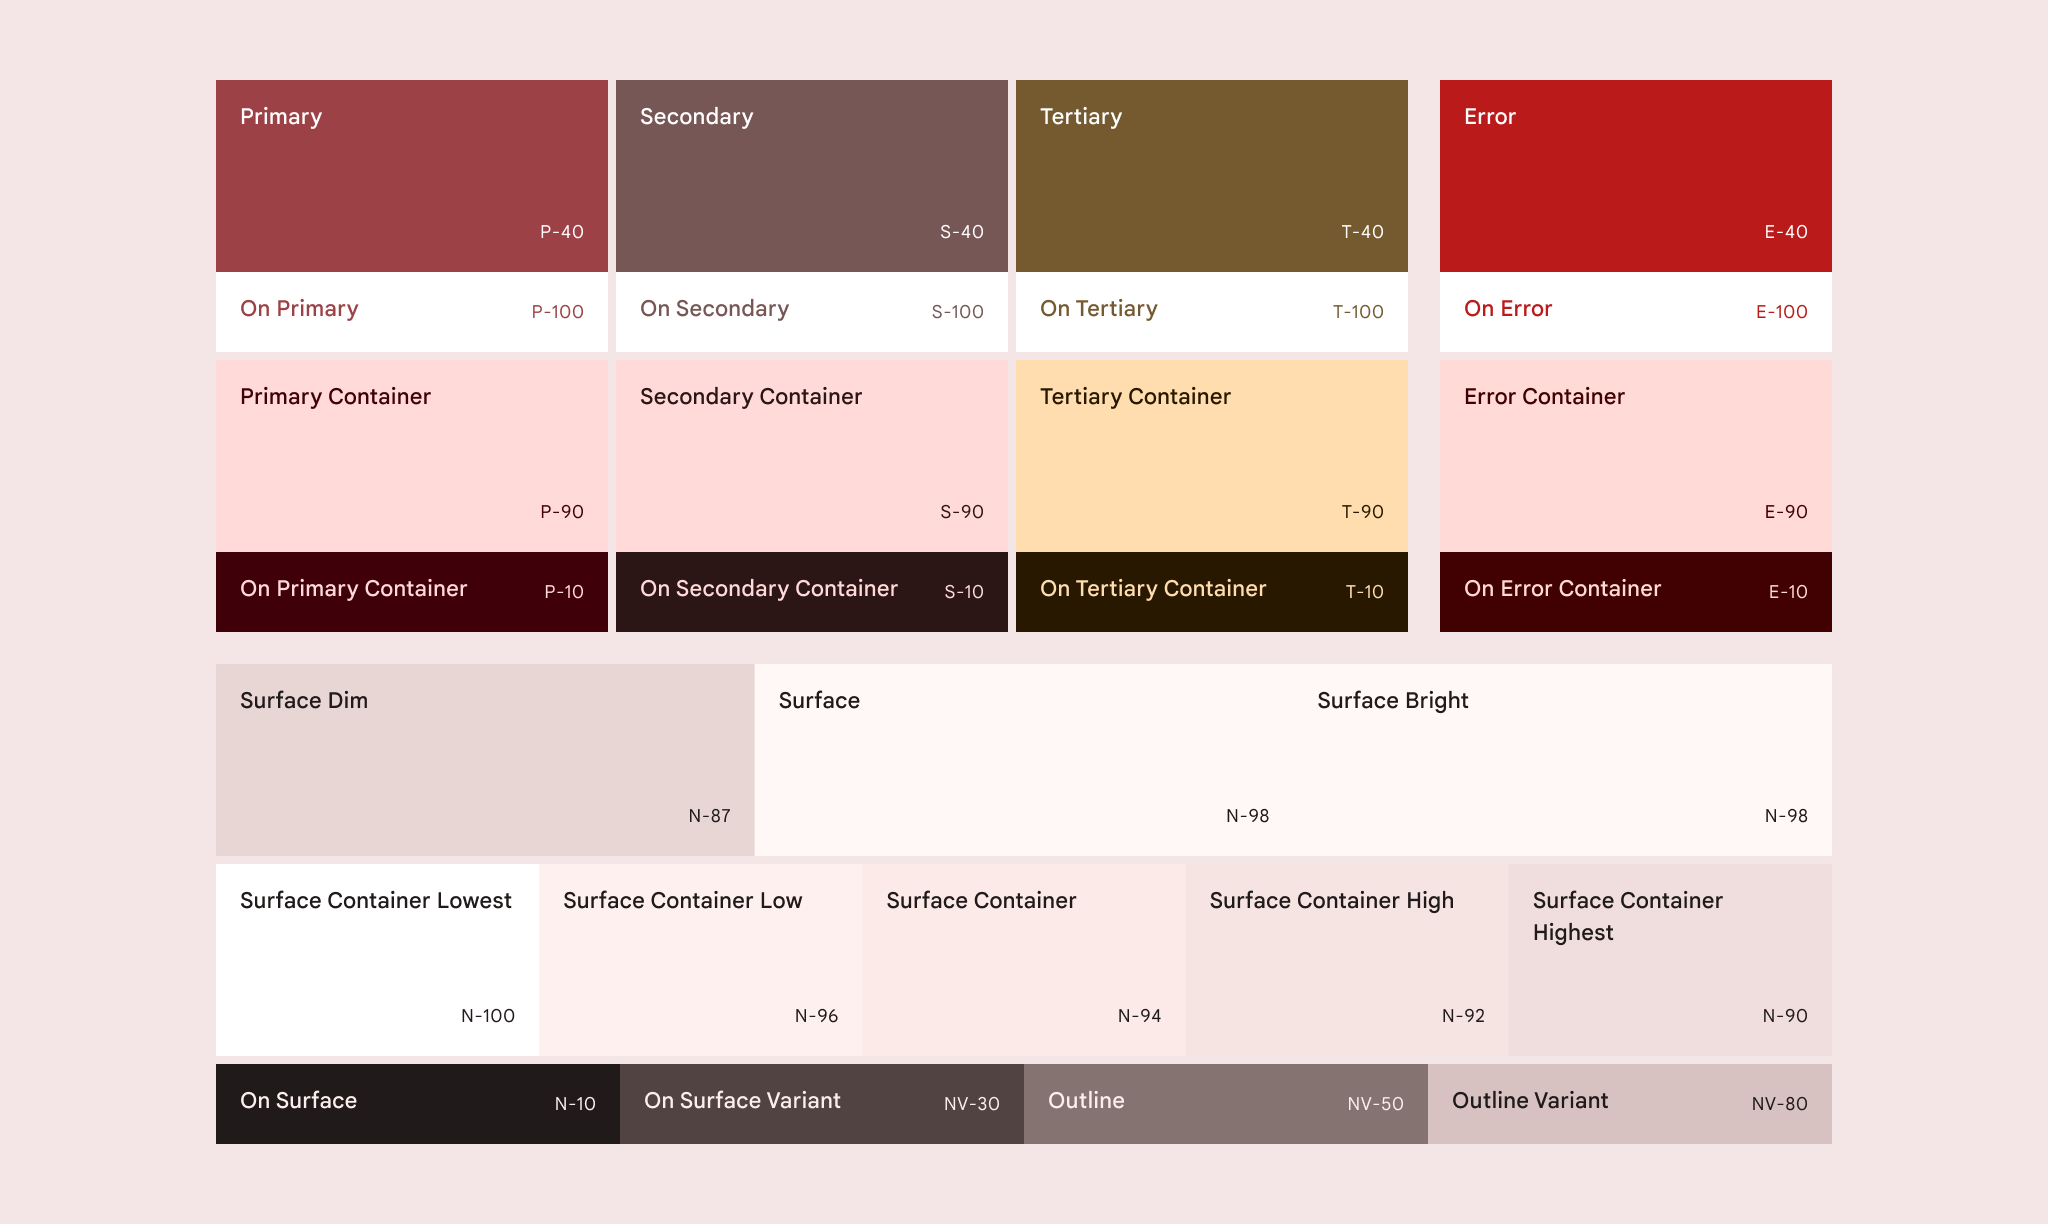 Primary
P-40
Secondary
S-40
Tertiary
T-40
Error
E-40
On Primary
P-100
On Secondary
S-100
On Tertiary
T-100
On Error
E-100
Primary Container
P-90
Secondary Container
S-90
Tertiary Container
T-90
Error Container
E-90
On Primary Container
P-10
On Secondary Container
S-10
On Tertiary Container
T-10
On Error Container
E-10
Surface Dim
N-87
Surface
N-98
Surface Bright
N-98
Surface Container Lowest
N-100
Surface Container Low
N-96
Surface Container
N-94
Surface Container High
N-92
Surface Container
Highest
N-90
On Surface
N-10
On Surface Variant
NV-30
Outline
NV-50
Outline Variant
NV-80